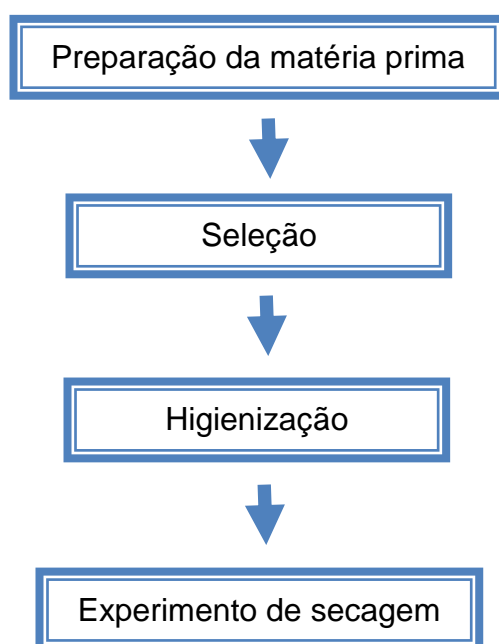 Preparação da matéria prima
Seleção
Higienização
Experimento de secagem